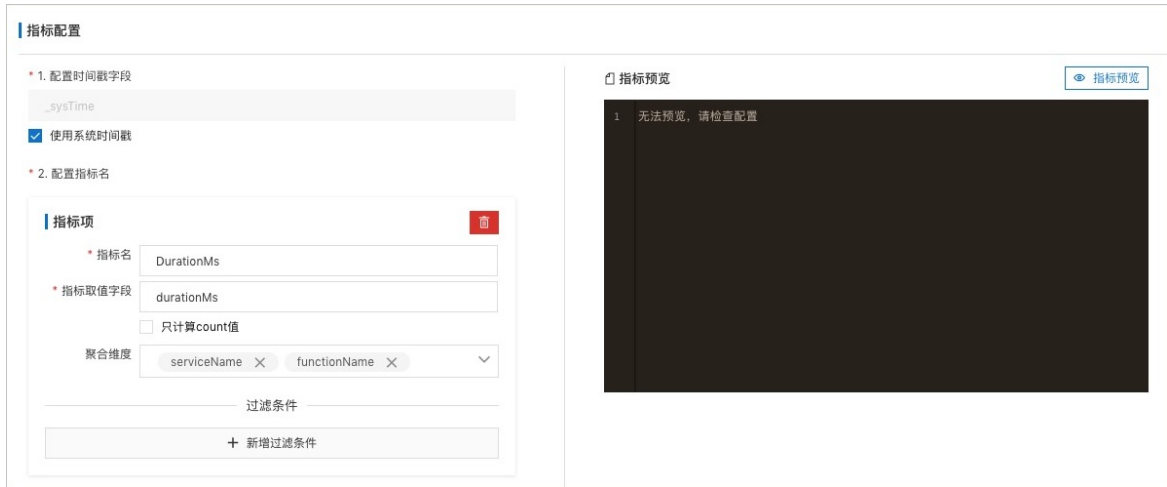 指标配置
* 1. 配置时间戳字段
_sysTime
使用系统时间戳
* 2. 配置指标名
指标项
* 指标名
DurationMs
* 指标取值字段
durationMs
只计算count值
聚合维度
serviceName
functionName
过滤条件
+ 新增过滤条件
指标预览
指标预览
1 无法预览，请检查配置